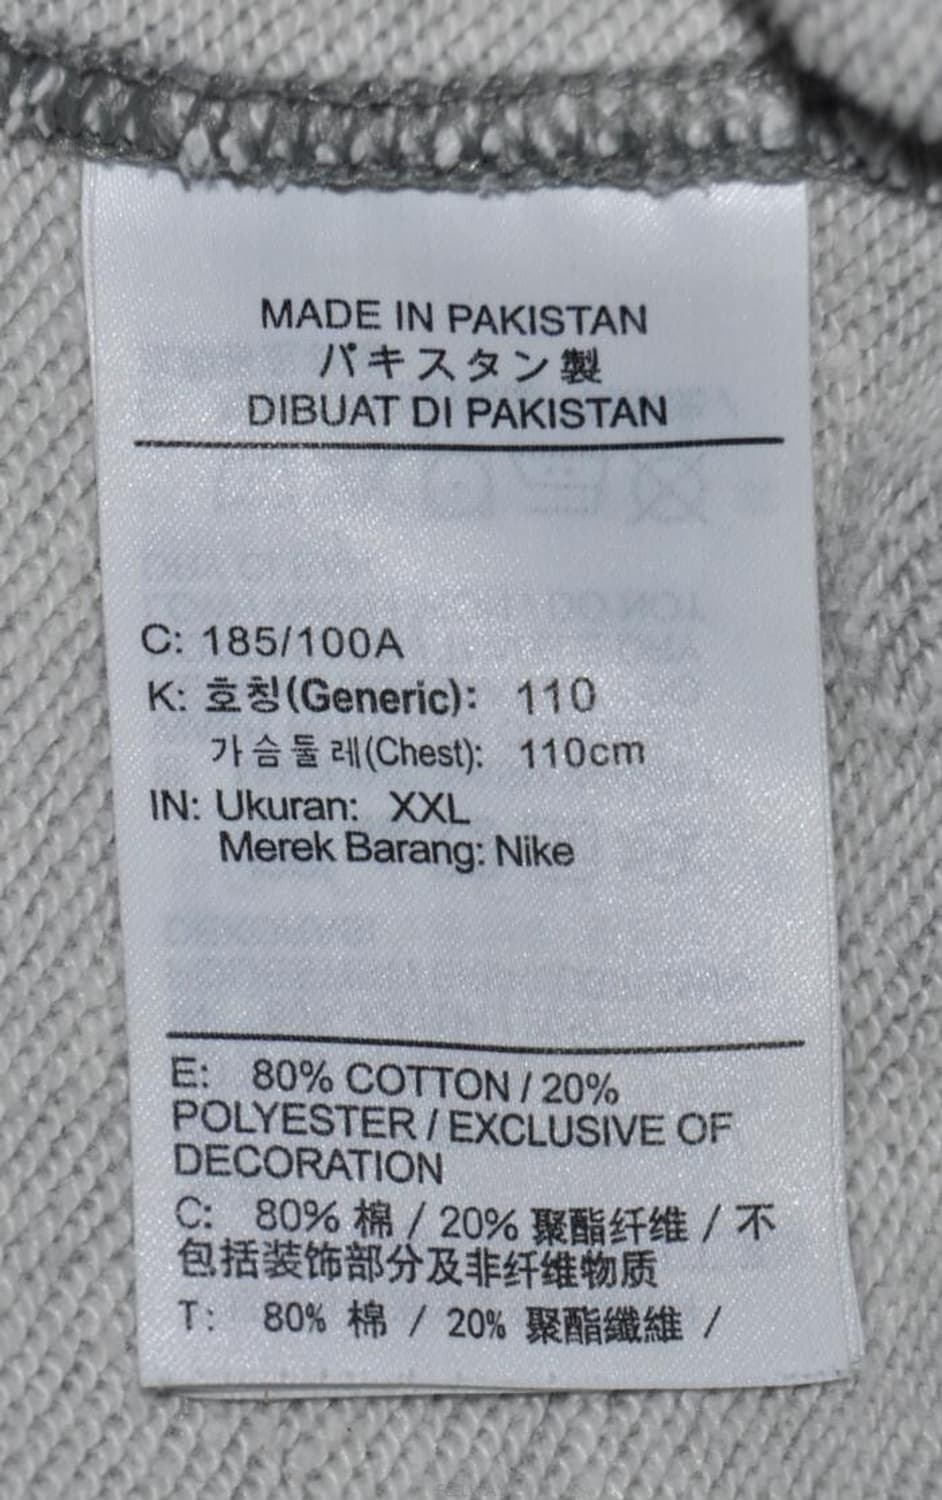 MADE IN PAKISTAN
パキスタン製
DIBUAT DI PAKISTAN
C: 185/100A
K: 호칭(Generic): 110
가슴둘레(Chest): 110cm
IN: Ukuran: XXL
Merek Barang: Nike
E: 80% COTTON / 20%
POLYESTER / EXCLUSIVE OF
DECORATION
C: 80% 棉 / 20% 聚酯纤维 / 不
包括装饰部分及非纤维物质
T: 80% 棉 / 20% 聚酯纖維 /